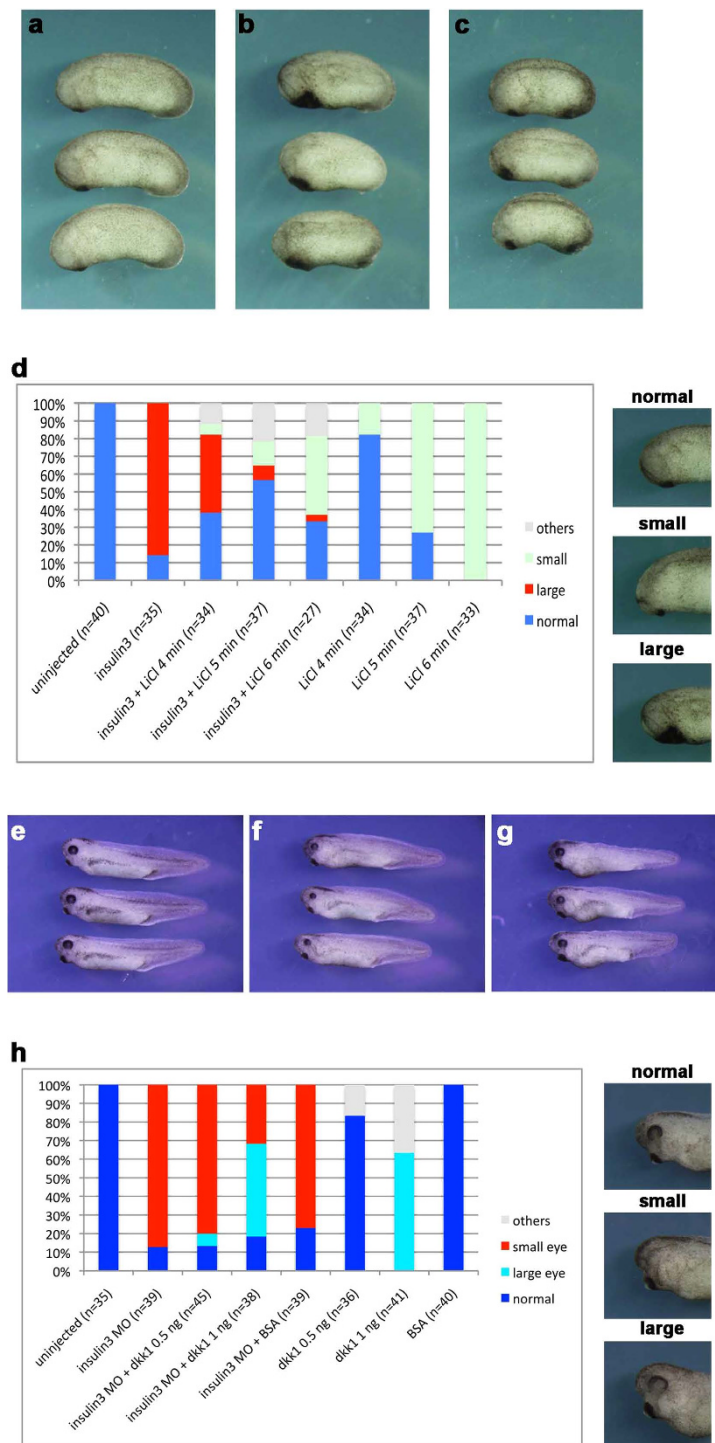 a
b
c
d
100%
90%
80%
70%
60%
50%
40%
30%
20%
10%
0%
uninjected (n=40)
insulin3 (n=35)
insulin3 + LiCl 4 min (n=34)
insulin3 + LiCl 5 min (n=37)
insulin3 + LiCl 6 min (n=27)
LiCl 4 min (n=34)
LiCl 5 min (n=37)
LiCl 6 min (n=33)
others
small
large
normal
normal
small
large
e
f
g
h
100%
90%
80%
70%
60%
50%
40%
30%
20%
10%
0%
uninjected (n=35)
insulin3 MO (n=39)
insulin3 MO + dkk1 0.5 ng (n=45)
insulin3 MO + dkk1 1 ng (n=38)
insulin3 MO + BSA (n=39)
dkk1 0.5 ng (n=36)
dkk1 1 ng (n=41)
BSA (n=40)
others
small eye
large eye
normal
normal
small
large